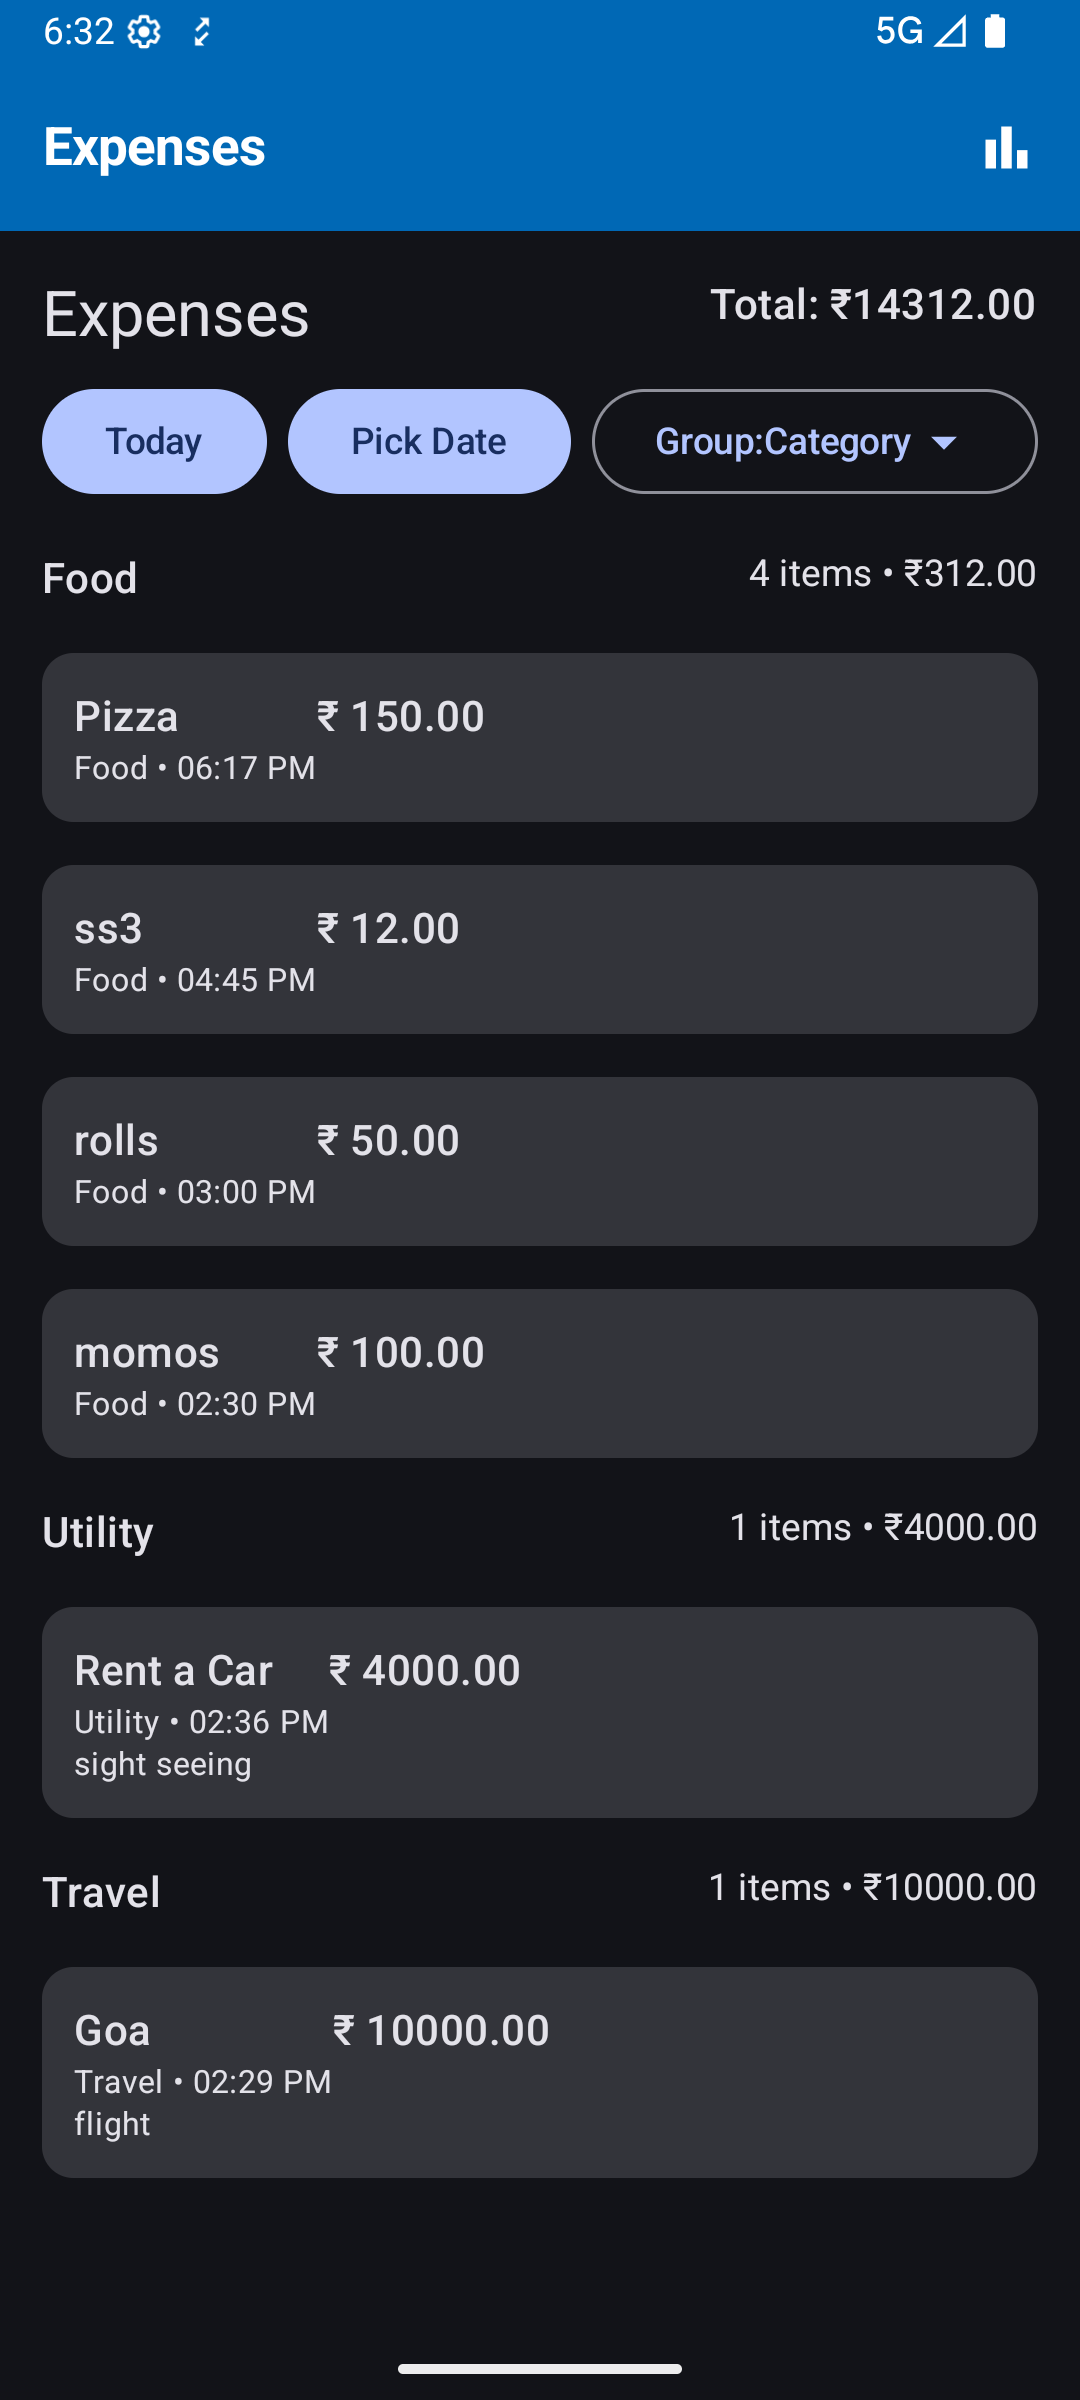 6:32 5G
Expenses
Expenses Total: ₹14312.00
Today Pick Date Group:Category
Food 4 items • ₹312.00
Pizza ₹ 150.00
Food • 06:17 PM
ss3 ₹ 12.00
Food • 04:45 PM
rolls ₹ 50.00
Food • 03:00 PM
momos ₹ 100.00
Food • 02:30 PM
Utility 1 items • ₹4000.00
Rent a Car ₹ 4000.00
Utility • 02:36 PM
sight seeing
Travel 1 items • ₹10000.00
Goa ₹ 10000.00
Travel • 02:29 PM
flight